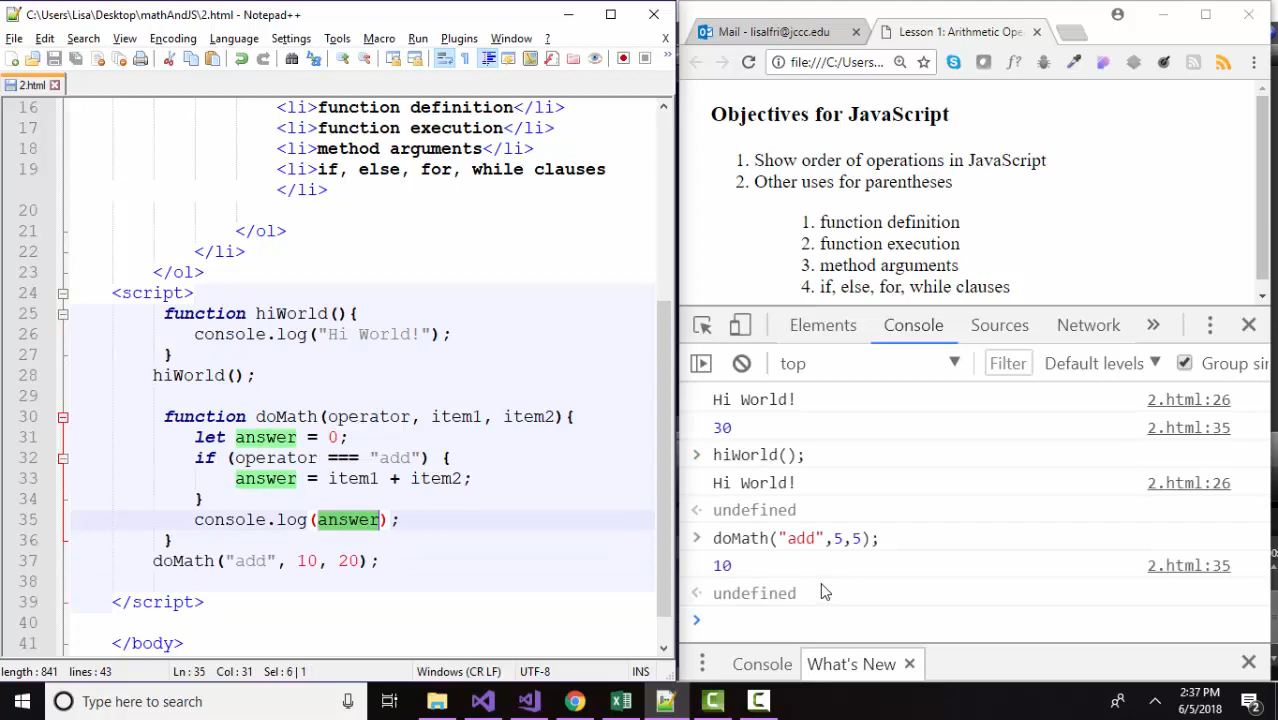 C:\Users\Lisa\Desktop\mathAndJS\2.html - Notepad++
File Edit Search View Encoding Language Settings Tools Macro Run Plugins Window ? X
2.html
16 <li>function definition</li>
17 <li>function execution</li>
18 <li>method arguments</li>
19 <li>if, else, for, while clauses
</li>
20
21 </ol>
22 </li>
23 </ol>
24 <script>
25 function hiWorld(){
26 console.log("Hi World!");
27 }
28 hiWorld();
29
30 function doMath(operator, item1, item2){
31 let answer = 0;
32 if (operator === "add") {
33 answer = item1 + item2;
34 }
35 console.log(answer);
36 }
37 doMath("add", 10, 20);
38
39 </script>
40
41 </body>
length : 841 lines : 43 Ln : 35 Col : 31 Sel : 6 | 1 Windows (CR LF) UTF-8 INS
Mail - lisalfri@jccc.edu
Lesson 1: Arithmetic Ope
file:///C:/Users... f?
Objectives for JavaScript
1. Show order of operations in JavaScript
2. Other uses for parentheses
1. function definition
2. function execution
3. method arguments
4. if, else, for, while clauses
Elements Console Sources Network
top Filter Default levels Group sir
Hi World! 2.html:26
30 2.html:35
hiWorld();
Hi World! 2.html:26
undefined
doMath("add",5,5);
10 2.html:35
undefined
Console What's New
Type here to search
2:37 PM
6/5/2018
2